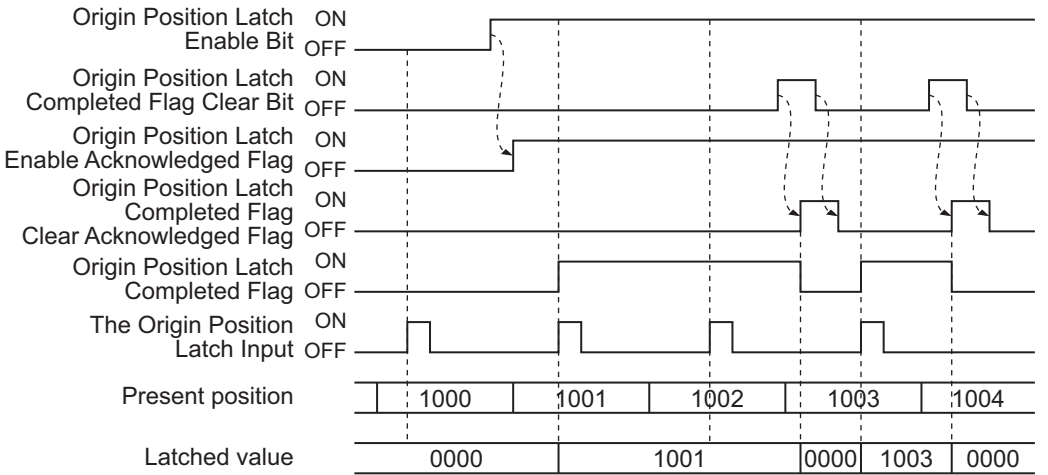 Origin Position Latch ON
Enable Bit OFF
Origin Position Latch ON
Completed Flag Clear Bit OFF
Origin Position Latch ON
Enable Acknowledged Flag OFF
Origin Position Latch
Completed Flag ON
Clear Acknowledged Flag OFF
Origin Position Latch ON
Completed Flag OFF
The Origin Position ON
Latch Input OFF
Present position 1000 1001 1002 1003 1004
Latched value 0000 1001 0000 1003 0000